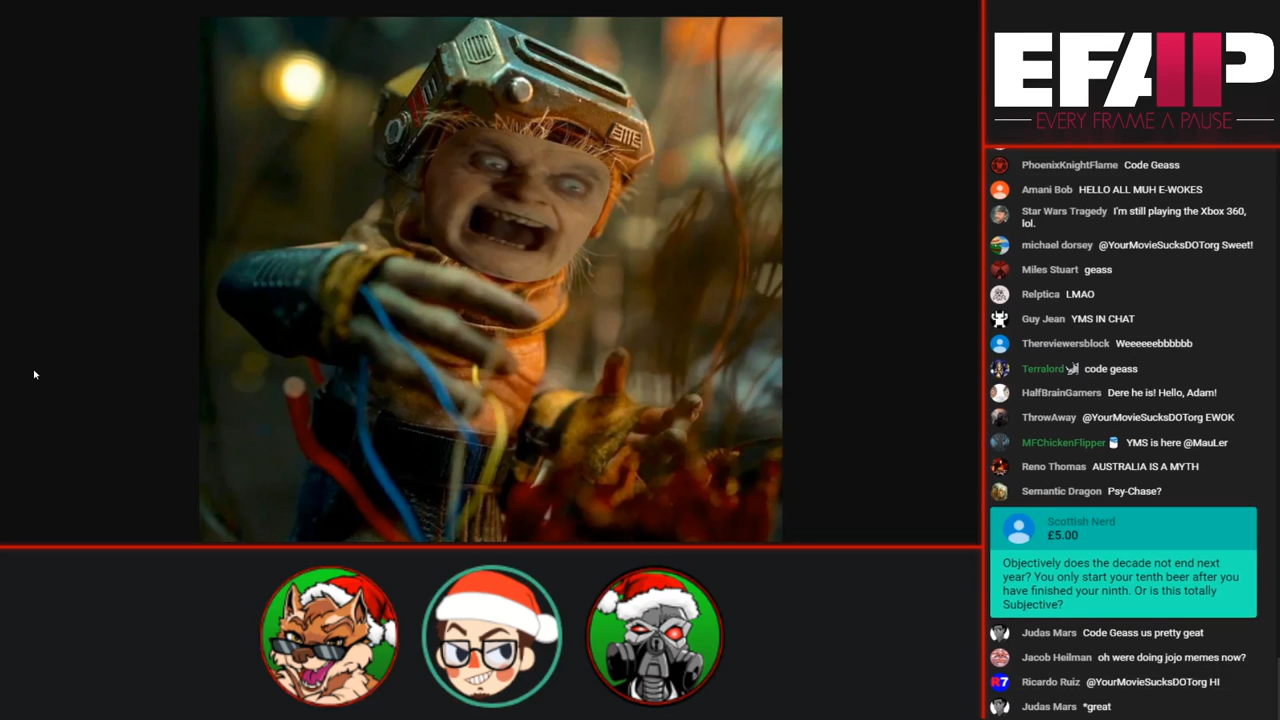 EFAP
EVERY FRAME A PAUSE
PhoenixKnightFlame Code Geass
Amani Bob HELLO ALL MUH E-WOKES
Star Wars Tragedy I'm still playing the Xbox 360,
lol.
michael dorsey @YourMovieSucksDOTorg Sweet!
Miles Stuart geass
Relptica LMAO
Guy Jean YMS IN CHAT
Thereviewersblock Weeeeeebbbbbb
Terralord code geass
HalfBrainGamers Dere he is! Hello, Adam!
ThrowAway @YourMovieSucksDOTorg EWOK
MFChickenFlipper YMS is here @MauLer
Reno Thomas AUSTRALIA IS A MYTH
Semantic Dragon Psy-Chase?
Scottish Nerd
£5.00
Objectively does the decade not end next
year? You only start your tenth beer after you
have finished your ninth. Or is this totally
Subjective?
Judas Mars Code Geass us pretty geat
Jacob Heilman oh were doing jojo memes now?
R7 Ricardo Ruiz @YourMovieSucksDOTorg HI
Judas Mars *great